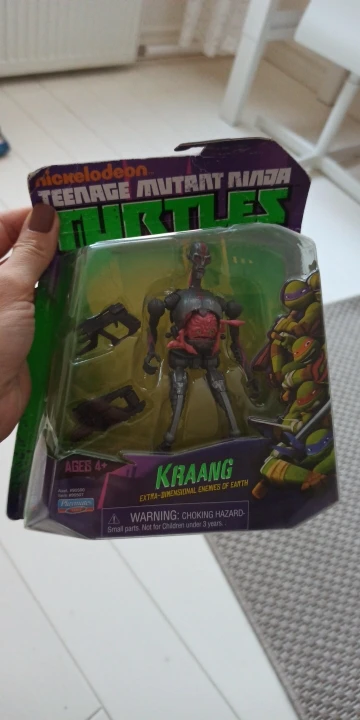 nickelodeon
TEENAGE MUTANT NINJA
TURTLES
AGES 4+
KRAANG
EXTRA-DIMENSIONAL ENEMIES OF EARTH
Playmates
WARNING: CHOKING HAZARD-
Small parts. Not for Children under 3 years.